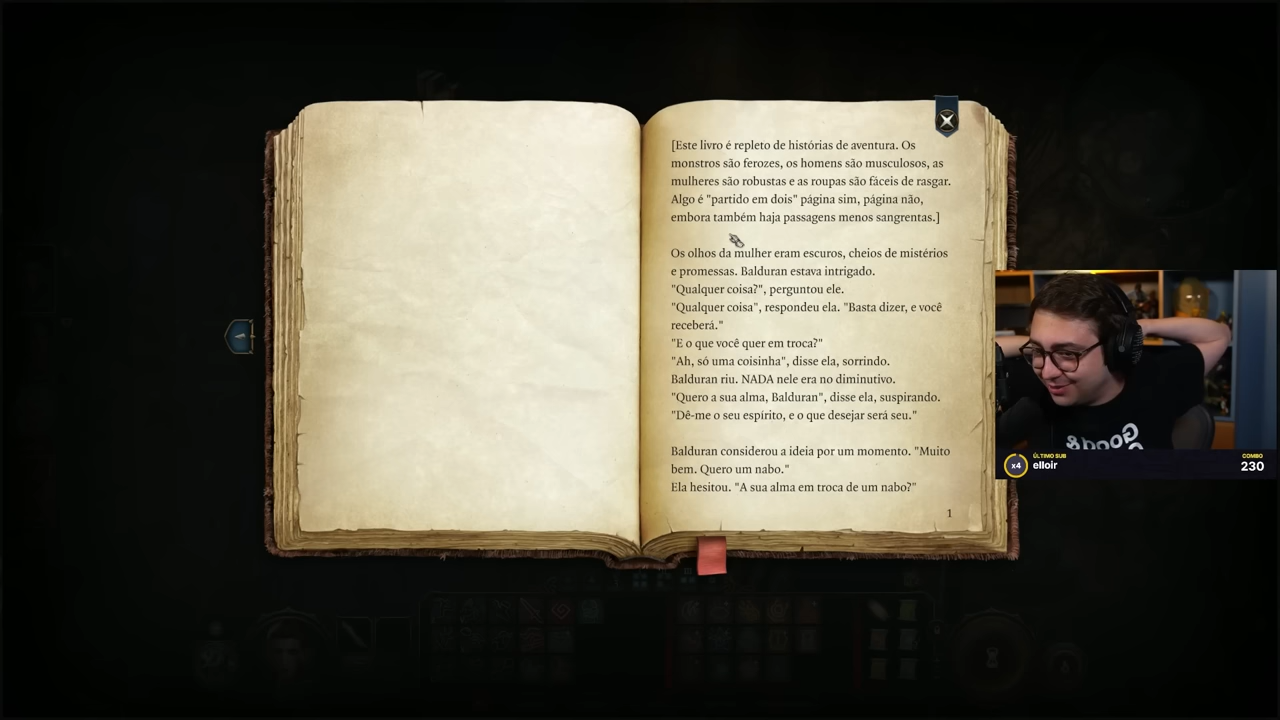 [Este livro é repleto de histórias de aventura. Os
monstros são ferozes, os homens são musculosos, as
mulheres são robustas e as roupas são fáceis de rasgar.
Algo é "partido em dois" página sim, página não,
embora também haja passagens menos sangrentas.]
Os olhos da mulher eram escuros, cheios de mistérios
e promessas. Balduran estava intrigado.
"Qualquer coisa?", perguntou ele.
"Qualquer coisa", respondeu ela. "Basta dizer, e você
receberá."
"E o que você quer em troca?"
"Ah, só uma coisinha", disse ela, sorrindo.
Balduran riu. NADA nele era no diminutivo.
"Quero a sua alma, Balduran", disse ela, suspirando.
"Dê-me o seu espírito, e o que desejar será seu."
Balduran considerou a ideia por um momento. "Muito
bem. Quero um nabo."
Ela hesitou. "A sua alma em troca de um nabo?"
1
Good &
x4
ÚLTIMO SUB
elloir
COMBO
230